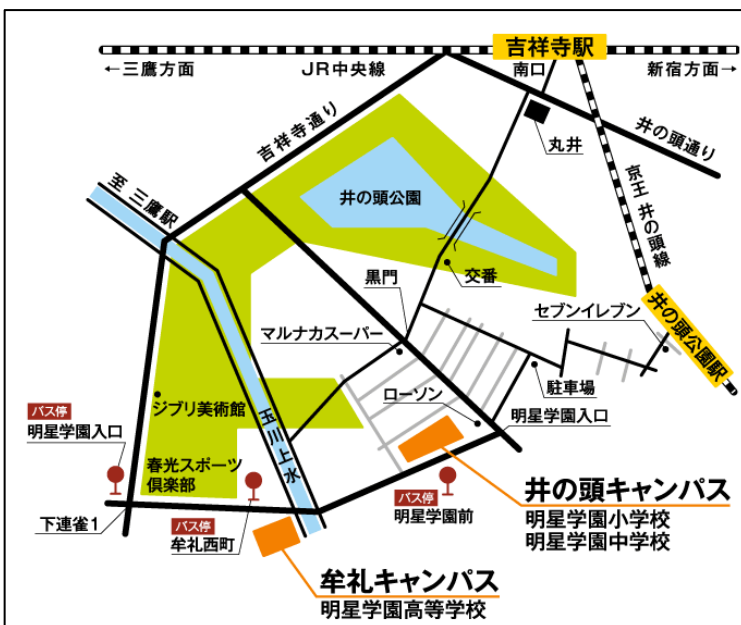 吉祥寺駅
←三鷹方面
JR中央線
南口
新宿方面→
吉祥寺通り
丸井
井の頭通り
至 三鷹駅
井の頭公園
京王 井の頭線
交番
黒門
セブンイレブン
井の頭公園駅
マルナカスーパー
駐車場
ジブリ美術館
ローソン
明星学園入口
バス停
明星学園入口
玉川上水
春光スポーツ
倶楽部
下連雀1
バス停
牟礼西町
バス停
明星学園前
井の頭キャンパス
明星学園小学校
明星学園中学校
牟礼キャンパス
明星学園高等学校